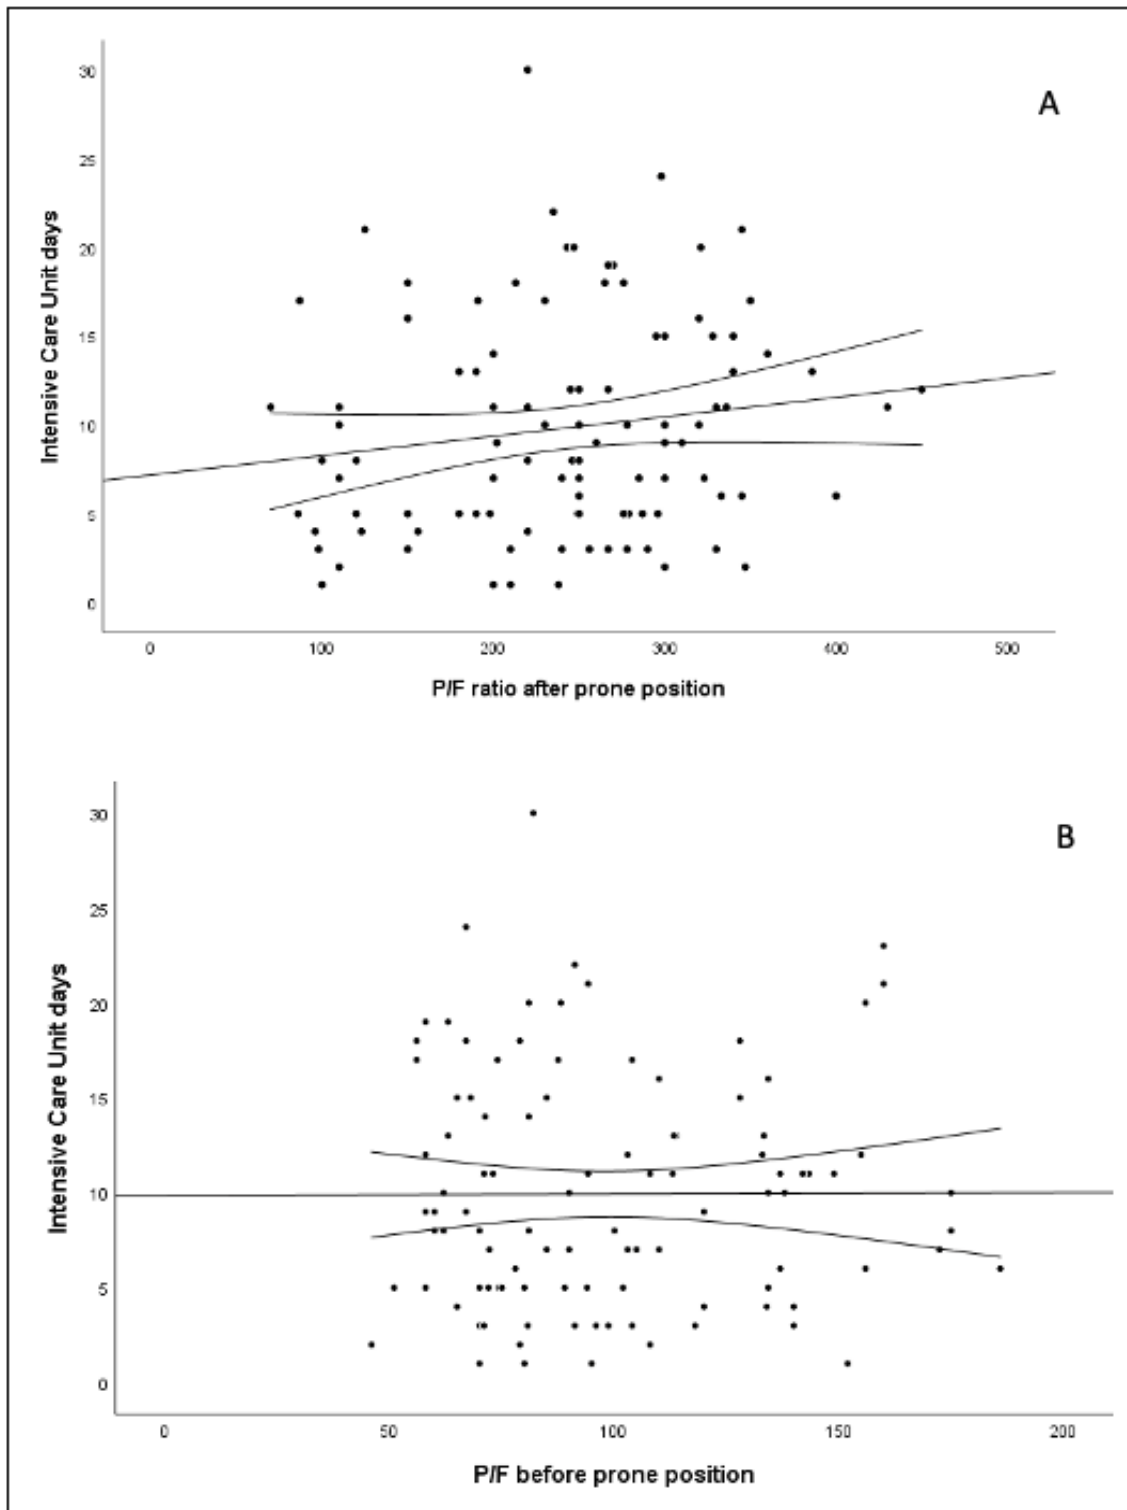 A
30
25
20
15
10
5
0
Intensive Care Unit days
0 100 200 300 400 500
P/F ratio after prone position
B
30
25
20
15
10
5
0
Intensive Care Unit days
0 50 100 150 200
P/F before prone position